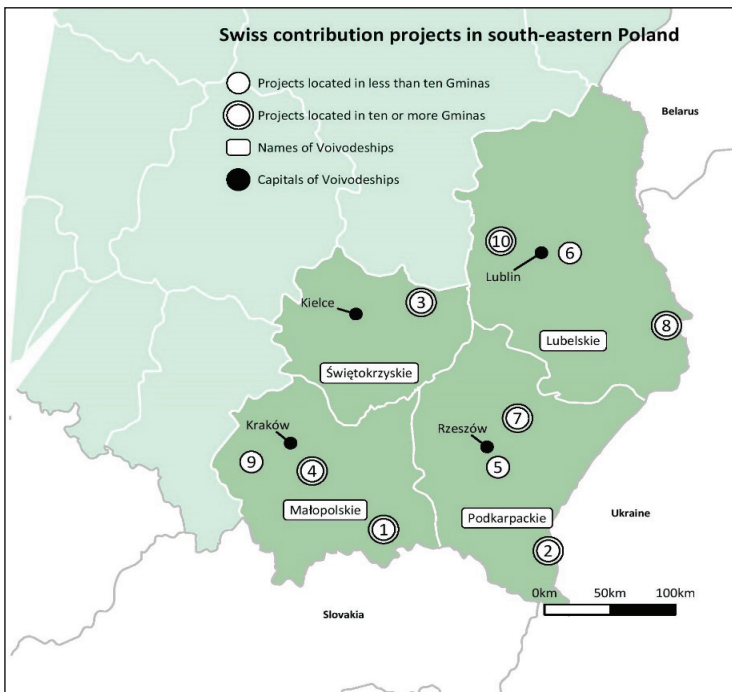 Swiss contribution projects in south-eastern Poland
Projects located in less than ten Gminas
Projects located in ten or more Gminas
Names of Voivodeships
Capitals of Voivodeships
Belarus
10
6
Lublin
3
Kielce
8
Lubelskie
Świętokrzyskie
7
Kraków
Rzeszów
9
4
5
Małopolskie
Podkarpackie
Ukraine
1
2
0km 50km 100km
Slovakia